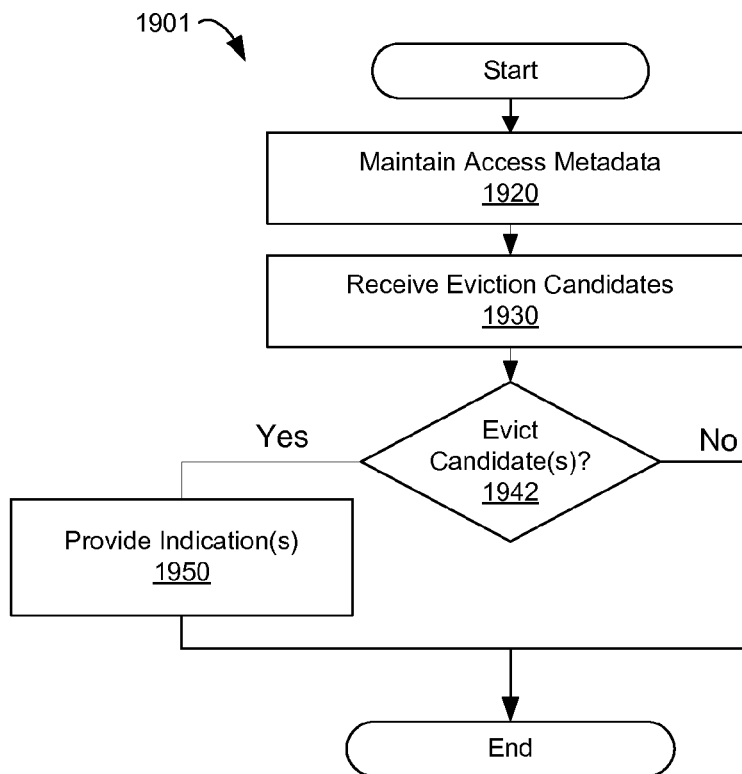 1901
Start
Maintain Access Metadata
1920
Receive Eviction Candidates
1930
Yes
Evict
Candidate(s)?
1942
No
Provide Indication(s)
1950
End